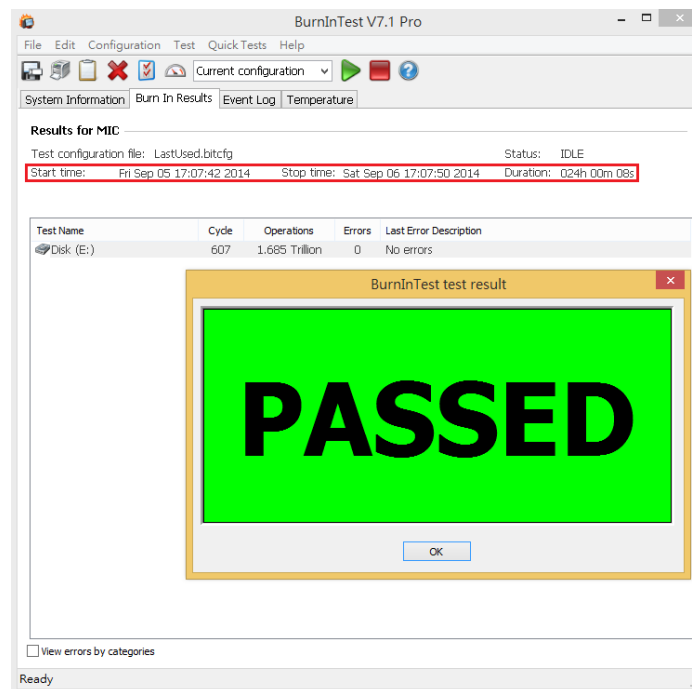 BurnInTest V7.1 Pro
File Edit Configuration Test Quick Tests Help
Current configuration
System Information Burn In Results Event Log Temperature
Results for MIC
Test configuration file: LastUsed.bitcfg Status: IDLE
Start time: Fri Sep 05 17:07:42 2014 Stop time: Sat Sep 06 17:07:50 2014 Duration: 024h 00m 08s
Test Name Cycle Operations Errors Last Error Description
Disk (E:) 607 1.685 Trillion 0 No errors
BurnInTest test result
PASSED
OK
View errors by categories
Ready